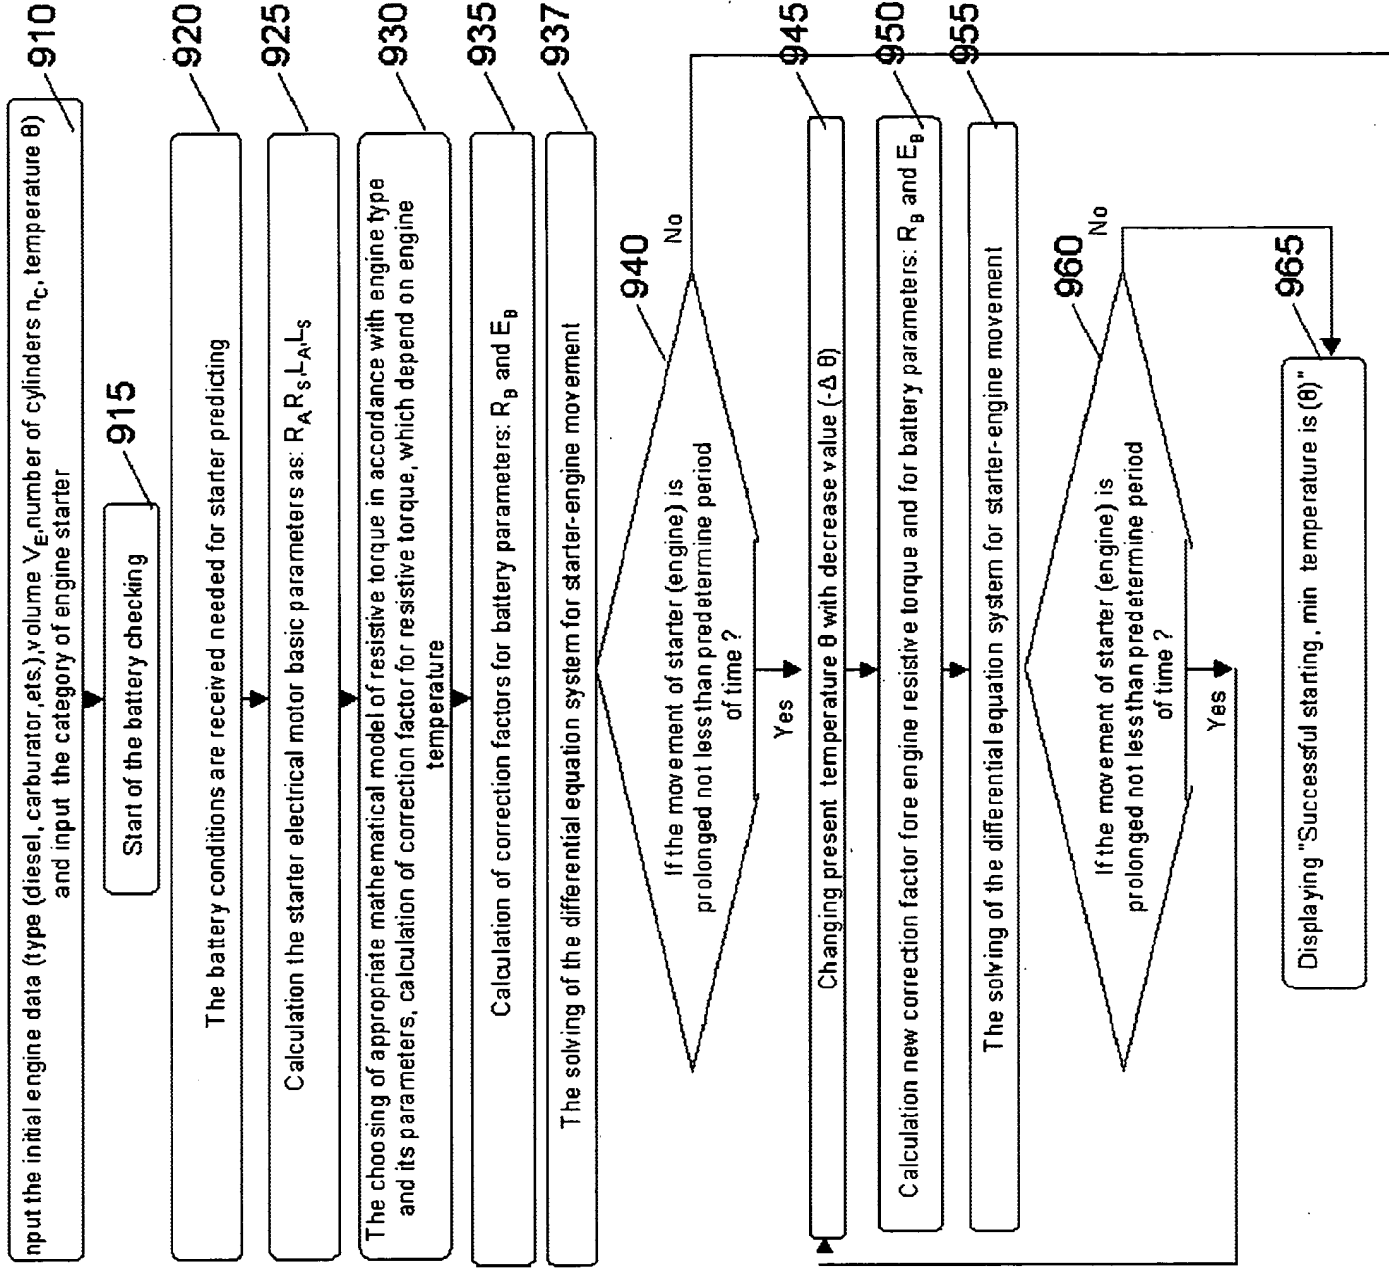 910
nput the initial engine data (type (diesel, carburator,ets.),volume V_E,number of cylinders n_C, temperature θ)
and input the category of engine starter
915
Start of the battery checking
920
The battery conditions are received needed for starter predicting
925
Calculation the starter electrical motor basic parameters as: R_A R_S,L_A,L_S
930
The choosing of appropriate mathematical model of resistive torque in accordance with engine type
and its parameters, calculation of correction factor for resistive torque, which depend on engine
temperature
935
Calculation of correction factors for battery parameters: R_B and E_B
937
The solving of the differential equation system for starter-engine movement
940
No
If the movement of starter (engine) is
prolonged not less than predetermine period
of time ?
Yes
945
Changing present temperature θ with decrease value (-Δ θ)
950
Calculation new correction factor fore engine resistive torque and for battery parameters: R_B and E_B
955
The solving of the differential equation system for starter-engine movement
960
No
If the movement of starter (engine) is
prolonged not less than predetermine period
of time ?
Yes
965
Displaying "Successful starting, min temperature is (θ)"